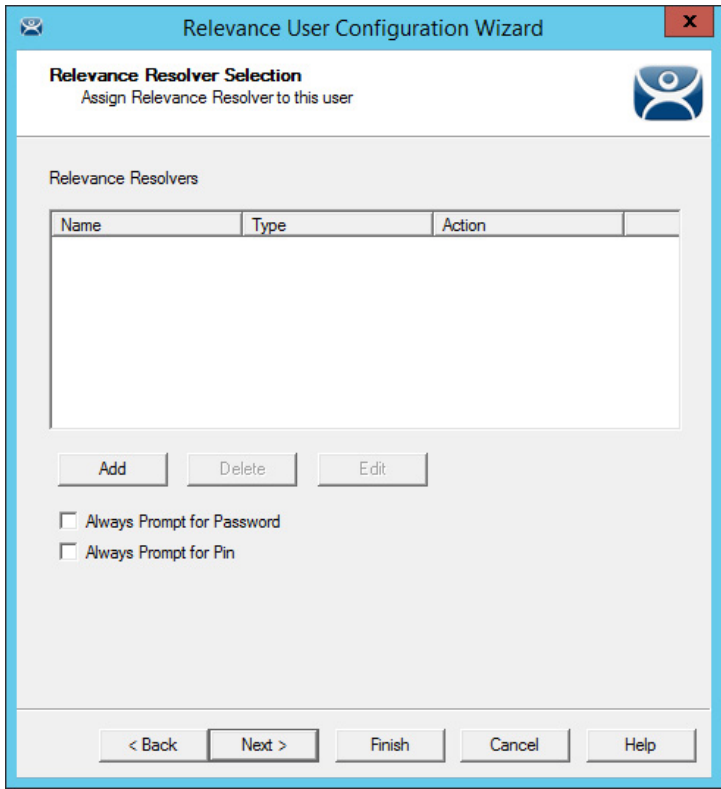 Relevance User Configuration Wizard
x
Relevance Resolver Selection
Assign Relevance Resolver to this user
Relevance Resolvers
Name Type Action
Add Delete Edit
Always Prompt for Password
Always Prompt for Pin
< Back Next > Finish Cancel Help